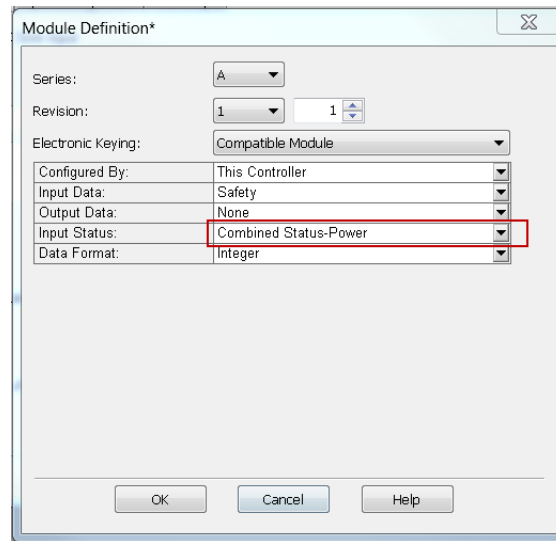 Module Definition*
Series: A
Revision: 1 1
Electronic Keying: Compatible Module
Configured By: This Controller
Input Data: Safety
Output Data: None
Input Status: Combined Status-Power
Data Format: Integer
OK Cancel Help